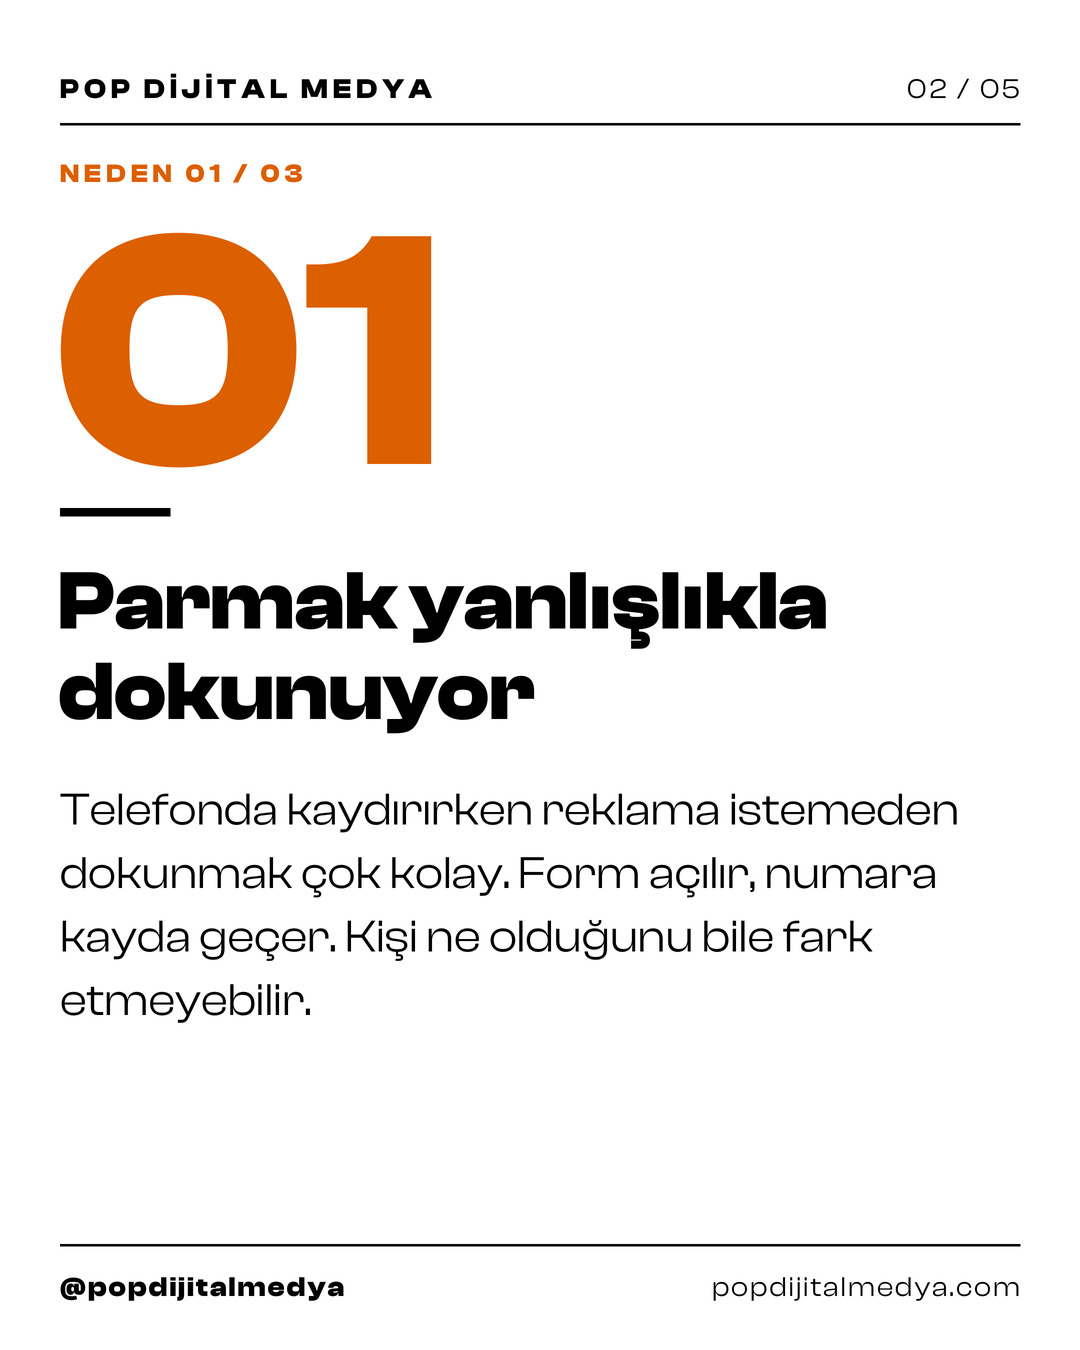 POP DİJİTAL MEDYA
02 / 05
NEDEN 01 / 03
01
Parmak yanlışlıkla
dokunuyor
Telefonda kaydırırken reklama istemeden
dokunmak çok kolay. Form açılır, numara
kayda geçer. Kişi ne olduğunu bile fark
etmeyebilir.
@popdijitalmedya
popdijitalmedya.com